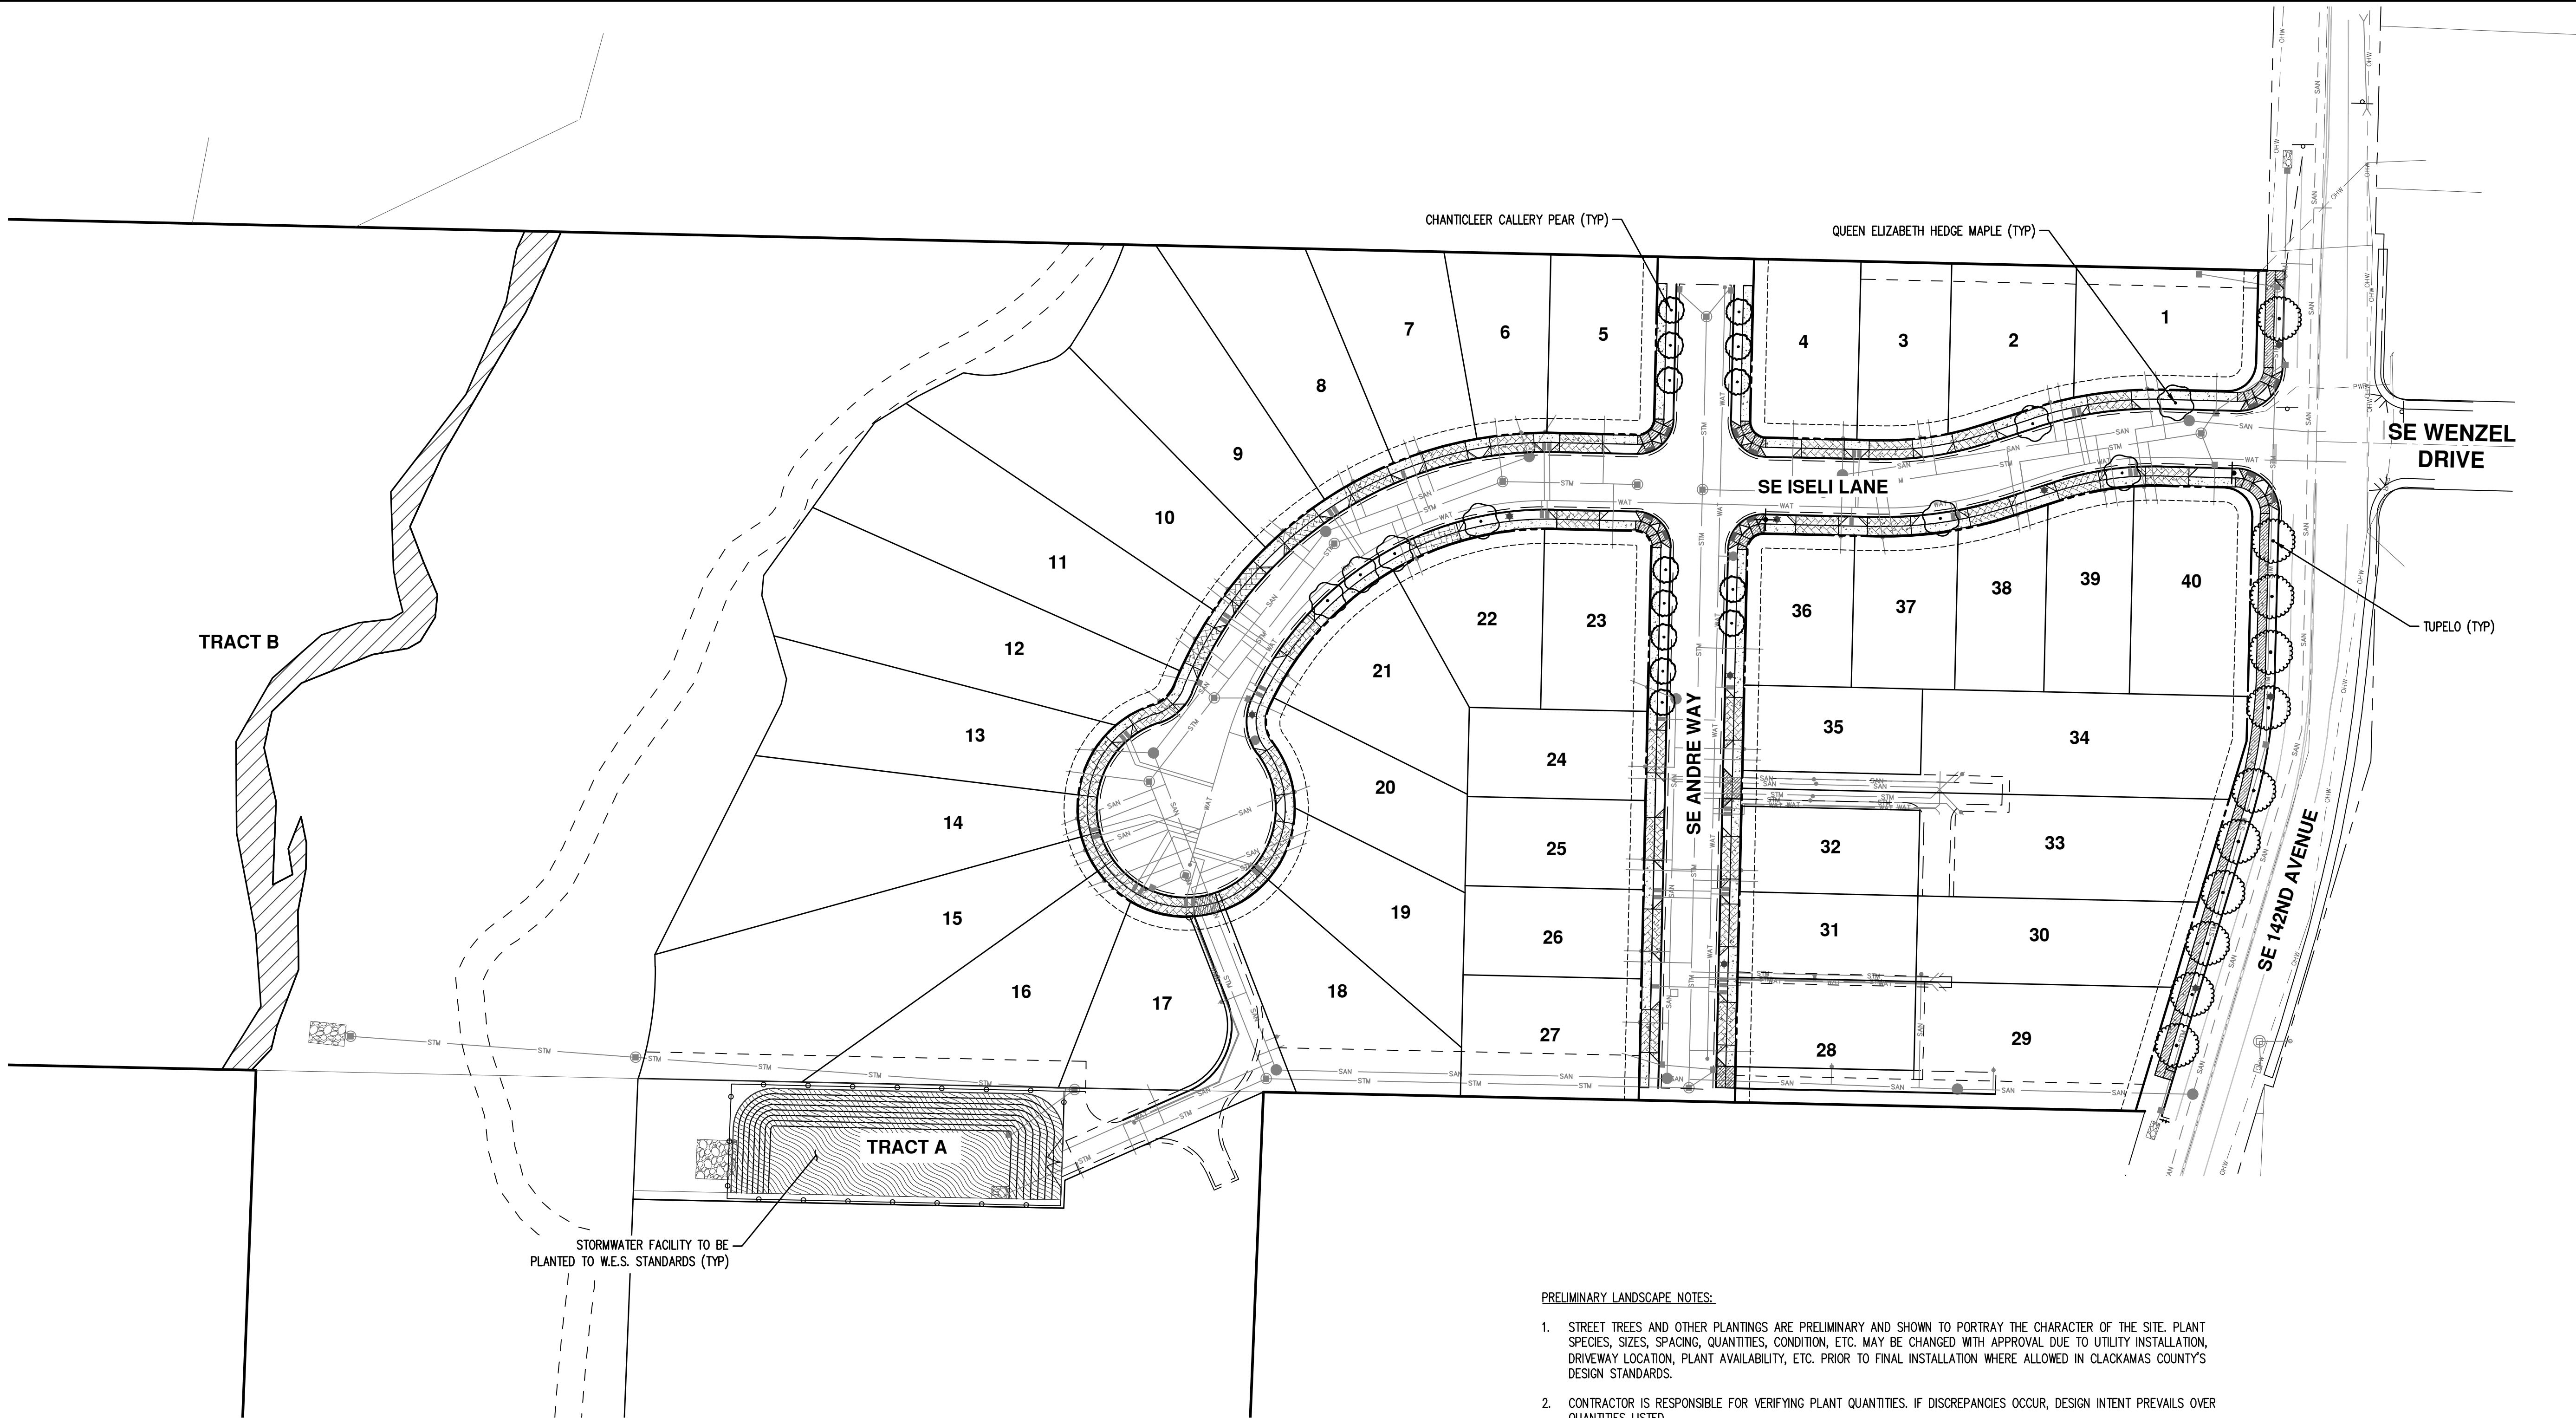 CHANTICLEER CALLERY PEAR (TYP)
QUEEN ELIZABETH HEDGE MAPLE (TYP)
1
2
3
4
5
6
7
8
9
10
11
12
13
14
15
16
17
18
19
20
21
22
23
24
25
26
27
28
29
30
31
32
33
34
35
36
37
38
39
40
SE ISELI LANE
SE WENZEL
DRIVE
SE ANDRE WAY
SE 142ND AVENUE
TUPELO (TYP)
TRACT B
TRACT A
STORMWATER FACILITY TO BE
PLANTED TO W.E.S. STANDARDS (TYP)
STM
SAN
WAT
OHW
PWR
PRELIMINARY LANDSCAPE NOTES:
1. STREET TREES AND OTHER PLANTINGS ARE PRELIMINARY AND SHOWN TO PORTRAY THE CHARACTER OF THE SITE. PLANT
SPECIES, SIZES, SPACING, QUANTITIES, CONDITION, ETC. MAY BE CHANGED WITH APPROVAL DUE TO UTILITY INSTALLATION,
DRIVEWAY LOCATION, PLANT AVAILABILITY, ETC. PRIOR TO FINAL INSTALLATION WHERE ALLOWED IN CLACKAMAS COUNTY'S
DESIGN STANDARDS.
2. CONTRACTOR IS RESPONSIBLE FOR VERIFYING PLANT QUANTITIES. IF DISCREPANCIES OCCUR, DESIGN INTENT PREVAILS OVER
QUANTITIES LISTED.